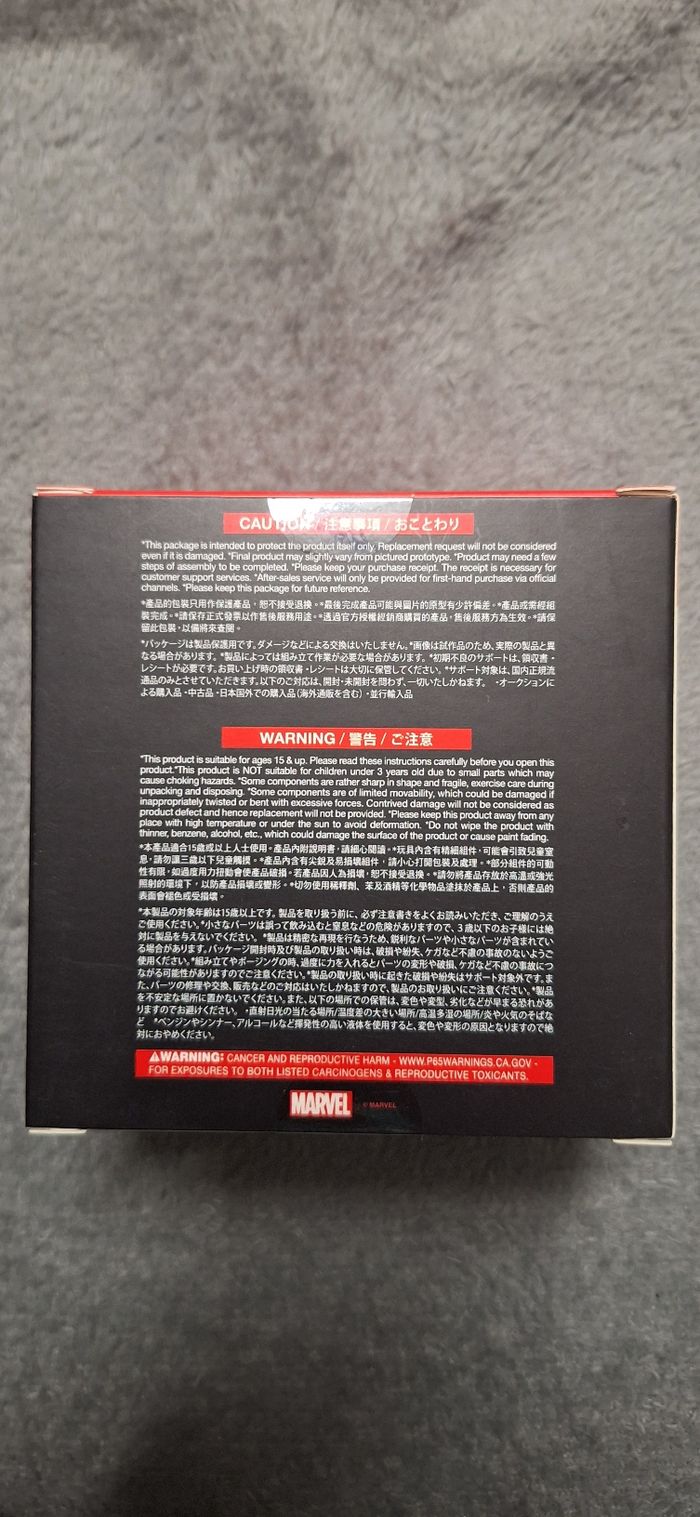 CAUTION / 注意事項 / おことわり
*This package is intended to protect the product itself only. Replacement request will not be considered
even if it is damaged. *Final product may slightly vary from pictured prototype. *Product may need a few
steps of assembly to be completed. *Please keep your purchase receipt. The receipt is necessary for
customer support services. *After-sales service will only be provided for first-hand purchase via official
channels. *Please keep this package for future reference.
*產品的包裝只用作保護產品，恕不接受退換。*最後完成產品可能與圖片的原型有少許偏差。*產品或需經組
裝完成。*請保存正式發票以作售後服務用途。*透過官方授權經銷商購買的產品，售後服務方為生效。*請保
留此包裝，以備將來查閱。
*パッケージは製品保護用です。ダメージなどによる交換はいたしません。*画像は試作品のため、実際の製品と異
なる場合があります。*製品によっては組み立て作業が必要な場合があります。*初期不良のサポートは、領収書・
レシートが必要です。お買い上げ時の領収書・レシートは大切に保管してください。*サポート対象は、国内正規流
通品のみとさせていただきます。以下のご対応は、開封・未開封を問わず、一切いたしかねます。 ・オークションに
よる購入品・中古品・日本国外での購入品（海外通販を含む）・並行輸入品
WARNING / 警告 / ご注意
*This product is suitable for ages 15 & up. Please read these instructions carefully before you open this
product.*This product is NOT suitable for children under 3 years old due to small parts which may
cause choking hazards. *Some components are rather sharp in shape and fragile, exercise care during
unpacking and disposing. *Some components are of limited movability, which could be damaged if
inappropriately twisted or bent with excessive forces. Contrived damage will not be considered as
product defect and hence replacement will not be provided. *Please keep this product away from any
place with high temperature or under the sun to avoid deformation. *Do not wipe the product with
thinner, benzene, alcohol, etc., which could damage the surface of the product or cause paint fading.
*本產品適合15歲或以上人士使用。產品內附說明書，請細心閱讀。*玩具內含有精細組件，可能會引致兒童窒
息，請勿讓三歲以下兒童觸摸。*產品內含有尖銳及易損壞組件，請小心打開包裝及處理。*部分組件的可動
性有限，如過度用力扭動會使產品破損。若產品因人為損壞，恕不接受退換。*請勿將產品存放於高溫或強光
照射的環境下，以防產品損壞或變形。*切勿使用稀釋劑、苯及酒精等化學物品塗抹於產品上，否則產品的
表面會褪色或受損壞。
*本製品の対象年齢は15歳以上です。製品を取り扱う前に、必ず注意書きをよくお読みいただき、ご理解のうえ
ご使用ください。*小さなパーツは誤って飲み込むと窒息などの危険がありますので、3歳以下のお子様には絶
対に製品を与えないでください。 *製品は精密な再現を行なうため、鋭利なパーツや小さなパーツが含まれてい
る場合があります。パッケージ開封時及び製品の取り扱い時は、破損や紛失、ケガなど不慮の事故のないようご
使用ください。*組み立てやポージングの時、過度に力を入れるとパーツの変形や破損、ケガなど不慮の事故につ
ながる可能性がありますのでご注意ください。*製品の取り扱い時に起きた破損や紛失はサポート対象外です。ま
た、パーツの修理や交換、販売などのご対応はいたしかねますので、製品のお取り扱いにご注意ください。*製品
を不安定な場所に置かないでください。また、以下の場所での保管は、変色や変型、劣化などが早まる恐れがあ
りますのでお避けください。 ・直射日光の当たる場所/温度差の大きい場所/高温多湿の場所/炎や火気のそばな
ど *ベンジンやシンナー、アルコールなど揮発性の高い液体を使用すると、変色や変形の原因となりますので絶
対におやめください。
⚠WARNING: CANCER AND REPRODUCTIVE HARM - WWW.P65WARNINGS.CA.GOV -
FOR EXPOSURES TO BOTH LISTED CARCINOGENS & REPRODUCTIVE TOXICANTS.
MARVEL © MARVEL